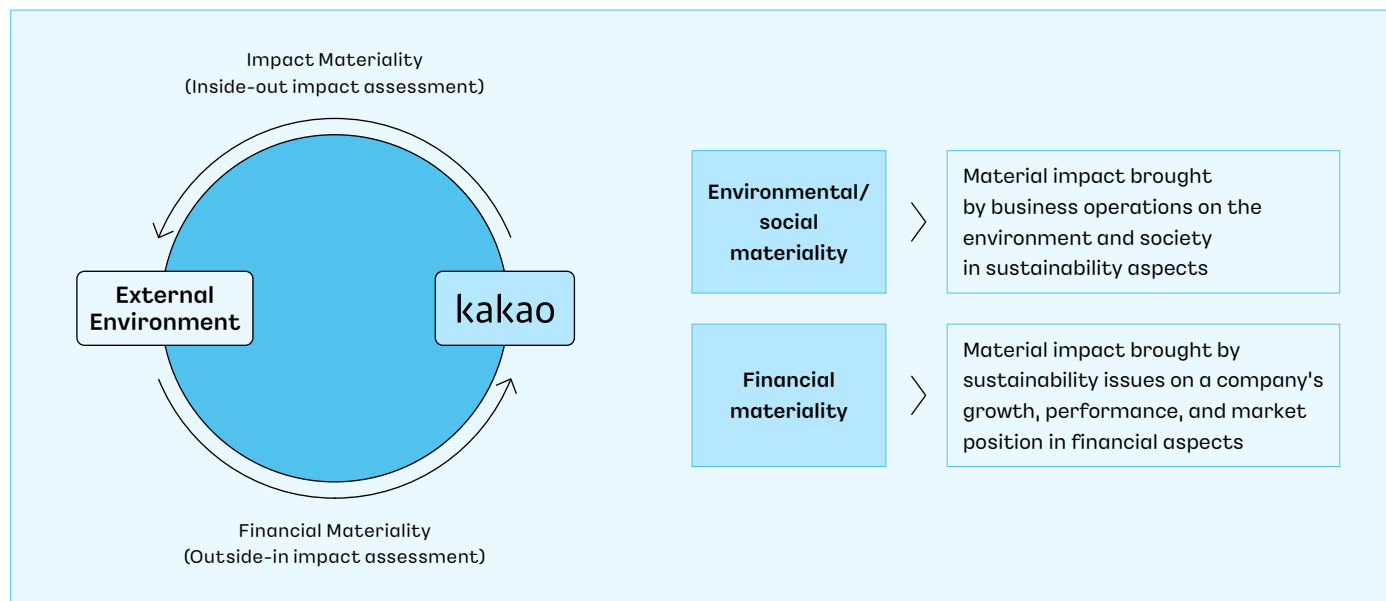 Impact Materiality
(Inside-out impact assessment)
External
Environment
kakao
Financial Materiality
(Outside-in impact assessment)
Environmental/
social
materiality
Material impact brought
by business operations on the
environment and society
in sustainability aspects
Financial
materiality
Material impact brought by
sustainability issues on a company's
growth, performance, and market
position in financial aspects